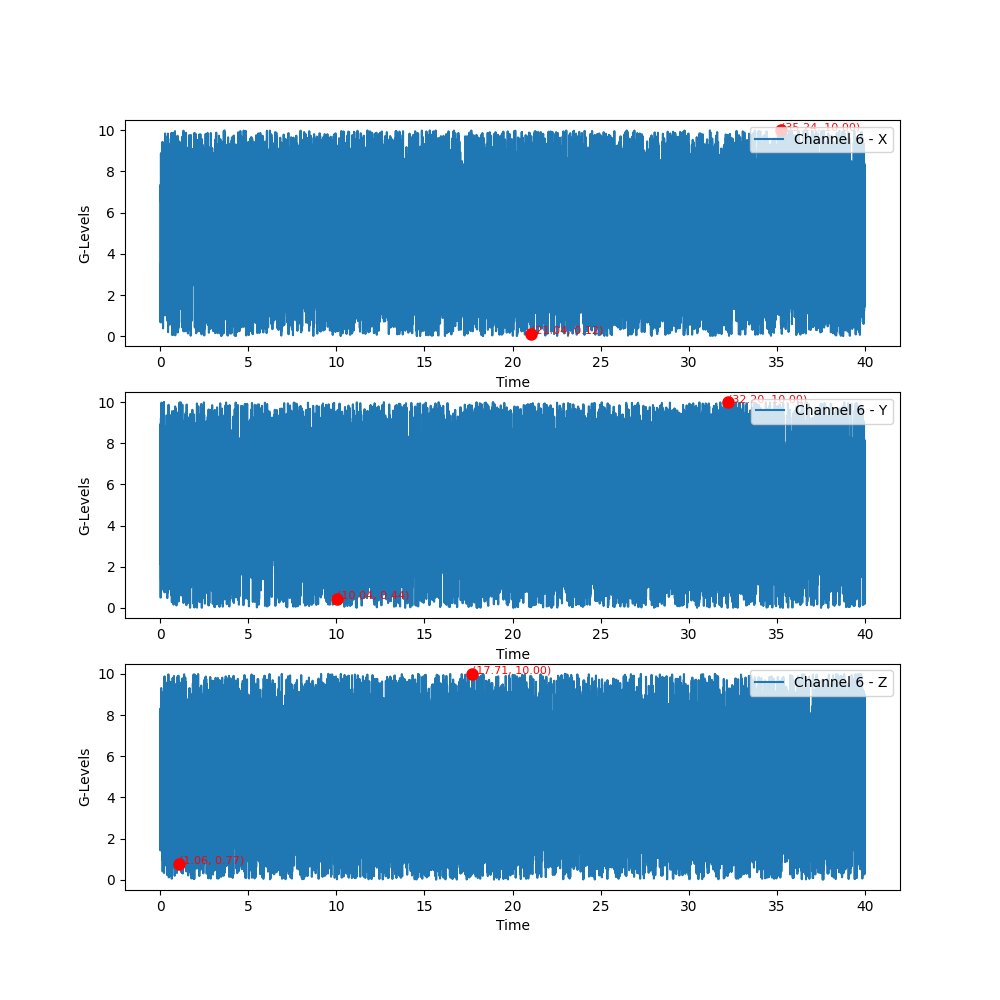 (35.24, 10.00)
Channel 6 - X
10
8
6
4
2
0
G-Levels
(21.04, 0.12)
0 5 10 15 20 25 30 35 40
Time
(32.20, 10.00)
Channel 6 - Y
10
8
6
4
2
0
G-Levels
(10.04, 0.44)
0 5 10 15 20 25 30 35 40
Time
(17.71, 10.00)
Channel 6 - Z
10
8
6
4
2
0
G-Levels
(1.06, 0.77)
0 5 10 15 20 25 30 35 40
Time